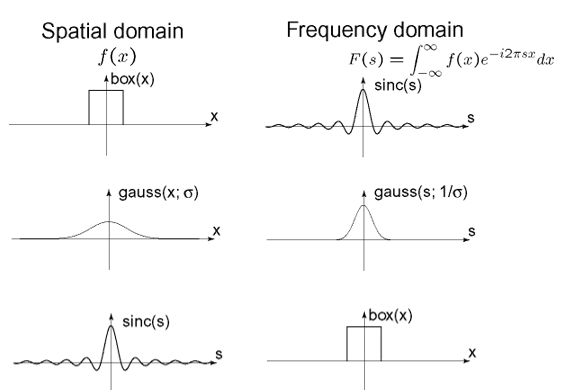 Spatial domain
Frequency domain
f(x)
F(s) = ∫_{-∞}^{∞} f(x)e^{-i2πsx}dx
box(x)
x
sinc(s)
s
gauss(x; σ)
x
gauss(s; 1/σ)
s
sinc(s)
s
box(x)
x